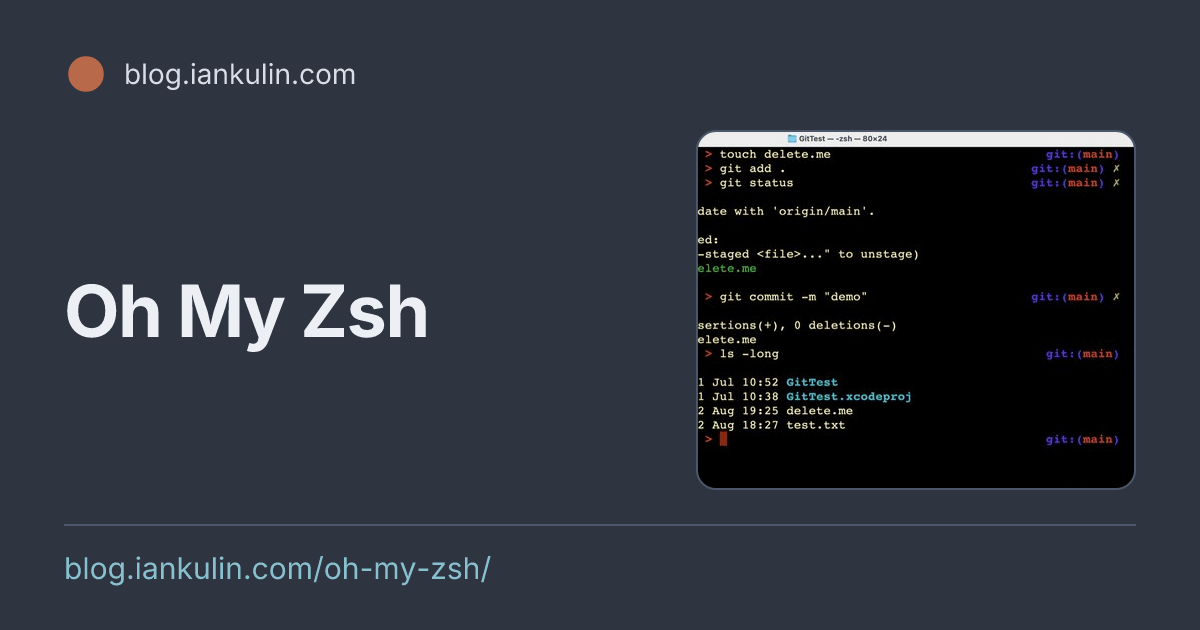 blog.iankulin.com
Oh My Zsh
GitTest — -zsh — 80×24
> touch delete.me git:(main)
> git add . git:(main) ✗
> git status git:(main) ✗
date with 'origin/main'.
ed:
-staged <file>..." to unstage)
elete.me
> git commit -m "demo" git:(main) ✗
sertions(+), 0 deletions(-)
elete.me
> ls -long git:(main)
1 Jul 10:52 GitTest
1 Jul 10:38 GitTest.xcodeproj
2 Aug 19:25 delete.me
2 Aug 18:27 test.txt
> git:(main)
blog.iankulin.com/oh-my-zsh/